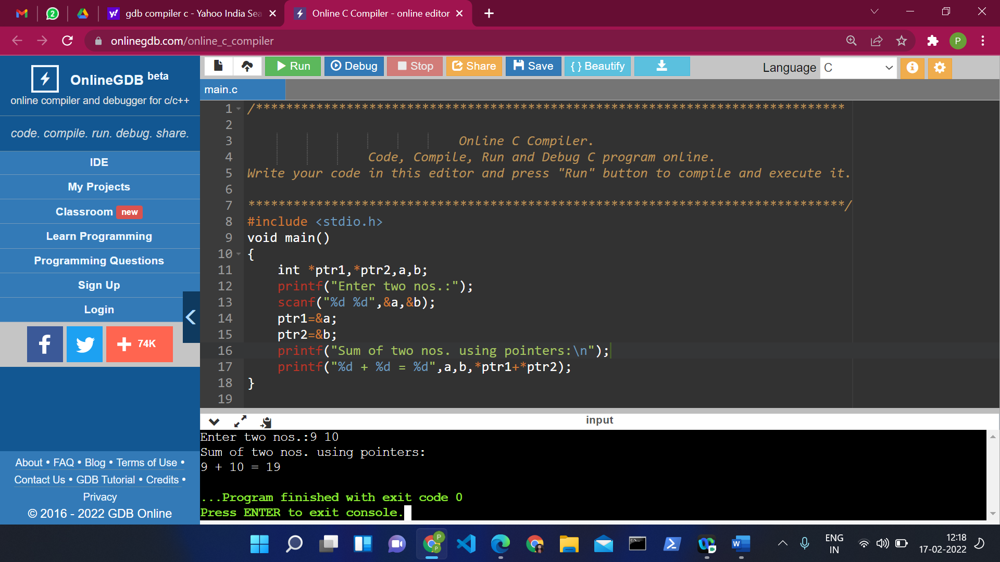 2
gdb compiler c - Yahoo India Sea
Online C Compiler - online editor
onlinegdb.com/online_c_compiler
P
OnlineGDB beta
online compiler and debugger for c/c++
code. compile. run. debug. share.
IDE
My Projects
Classroom new
Learn Programming
Programming Questions
Sign Up
Login
74K
About • FAQ • Blog • Terms of Use •
Contact Us • GDB Tutorial • Credits •
Privacy
© 2016 - 2022 GDB Online
Run Debug Stop Share Save { } Beautify
Language C
main.c
1 /******************************************************************************
2
3 Online C Compiler.
4 Code, Compile, Run and Debug C program online.
5 Write your code in this editor and press "Run" button to compile and execute it.
6
7 *******************************************************************************/
8 #include <stdio.h>
9 void main()
10 {
11 int *ptr1,*ptr2,a,b;
12 printf("Enter two nos.:");
13 scanf("%d %d",&a,&b);
14 ptr1=&a;
15 ptr2=&b;
16 printf("Sum of two nos. using pointers:\n");
17 printf("%d + %d = %d",a,b,*ptr1+*ptr2);
18 }
19
input
Enter two nos.:9 10
Sum of two nos. using pointers:
9 + 10 = 19
...Program finished with exit code 0
Press ENTER to exit console.
ENG
IN
12:18
17-02-2022